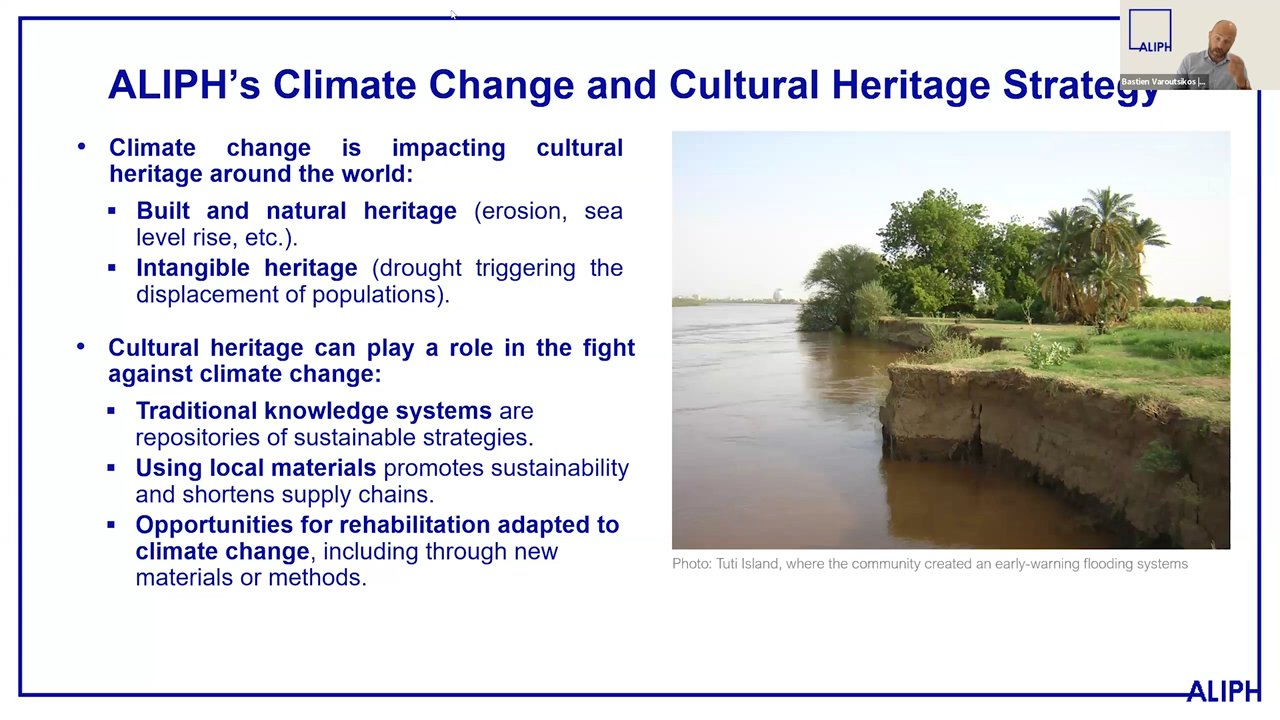 ALIPH's Climate Change and Cultural Heritage Strategy
ALIPH
Bastien Varoutsikos |...
• Climate change is impacting cultural
heritage around the world:
▪ Built and natural heritage (erosion, sea
level rise, etc.).
▪ Intangible heritage (drought triggering the
displacement of populations).
• Cultural heritage can play a role in the fight
against climate change:
▪ Traditional knowledge systems are
repositories of sustainable strategies.
▪ Using local materials promotes sustainability
and shortens supply chains.
▪ Opportunities for rehabilitation adapted to
climate change, including through new
materials or methods.
Photo: Tuti Island, where the community created an early-warning flooding systems
ALIPH